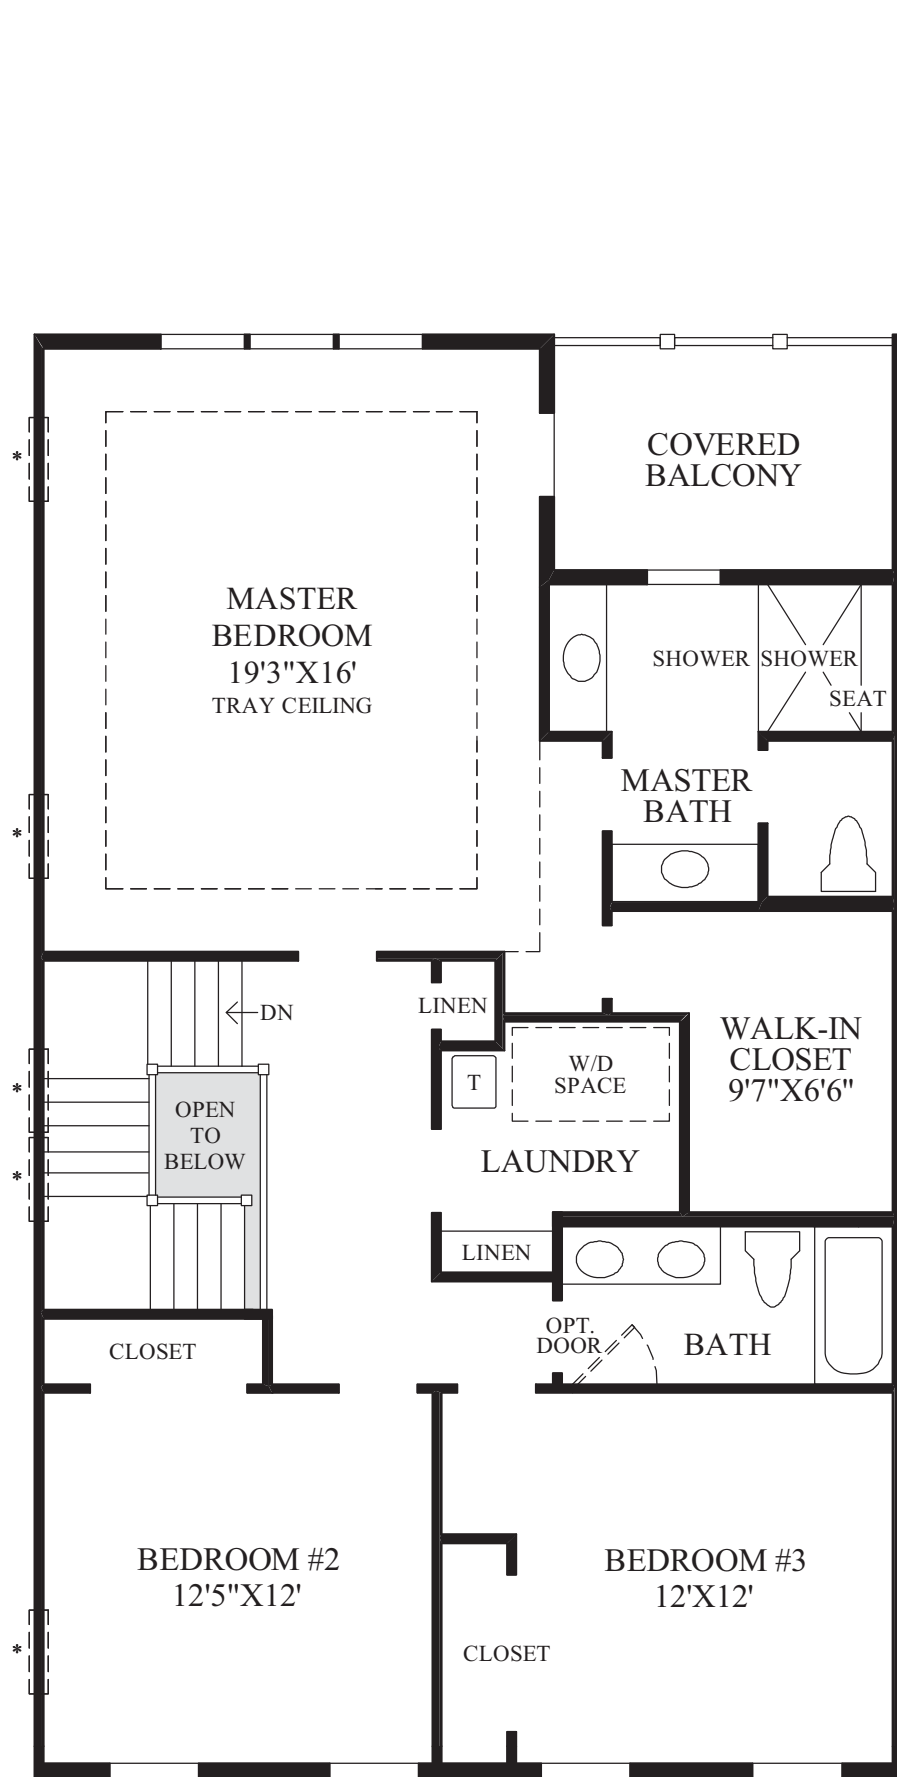 COVERED
BALCONY
*
MASTER
BEDROOM
19'3"X16'
TRAY CEILING
SHOWER
SHOWER
SEAT
MASTER
BATH
*
LINEN
DN
WALK-IN
CLOSET
9'7"X6'6"
W/D
SPACE
T
*
OPEN
TO
BELOW
LAUNDRY
*
LINEN
OPT.
DOOR
BATH
CLOSET
BEDROOM #2
12'5"X12'
BEDROOM #3
12'X12'
*
CLOSET